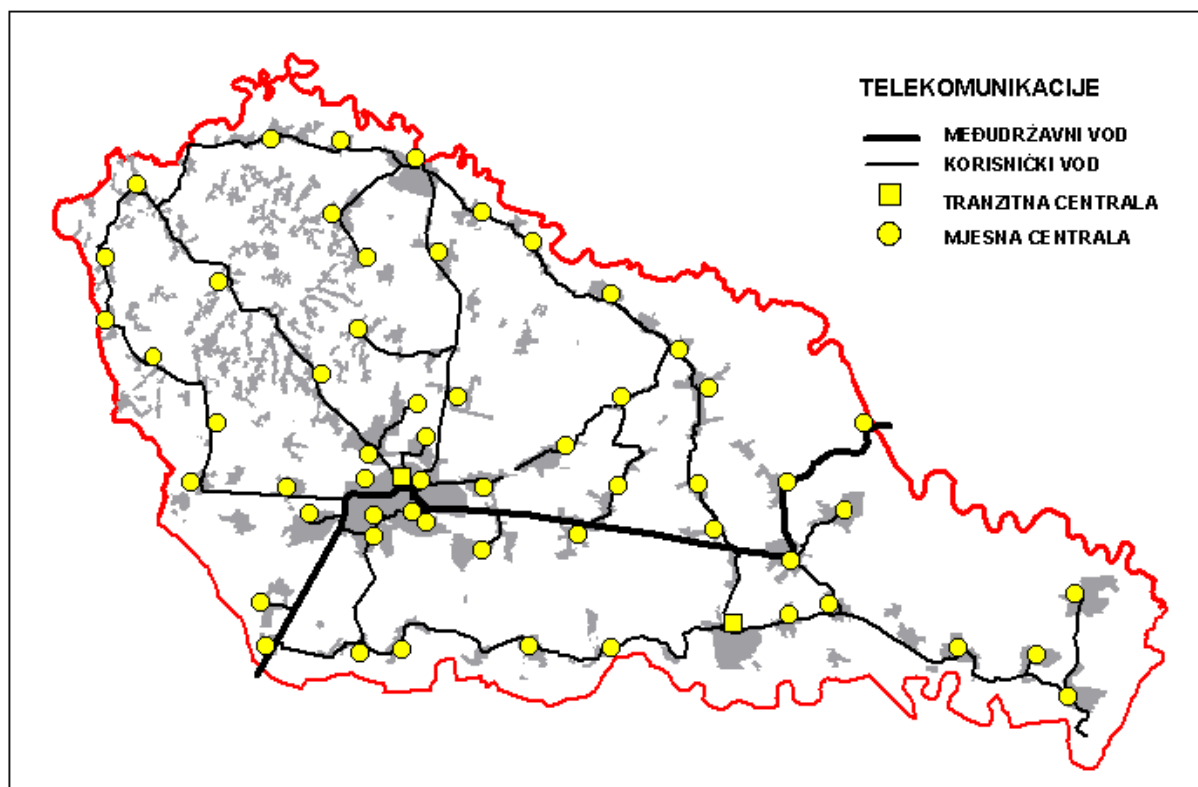 TELEKOMUNIKACIJE
MEĐUDRŽAVNI VOD
KORISNIČKI VOD
TRANZITNA CENTRALA
MJESNA CENTRALA